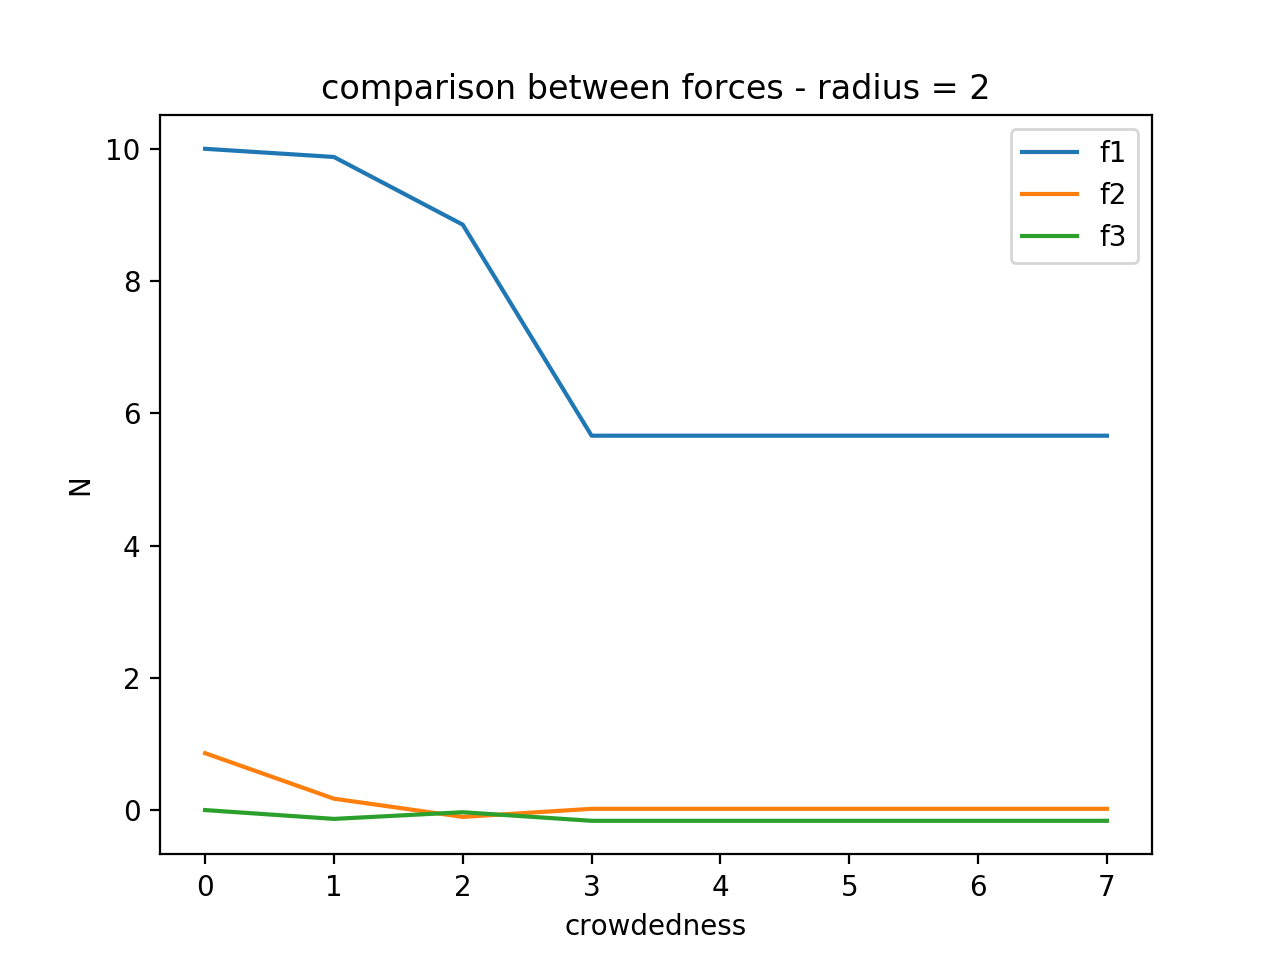 comparison between forces - radius = 2
f1
f2
f3
10
8
6
4
2
0
N
0 1 2 3 4 5 6 7
crowdedness